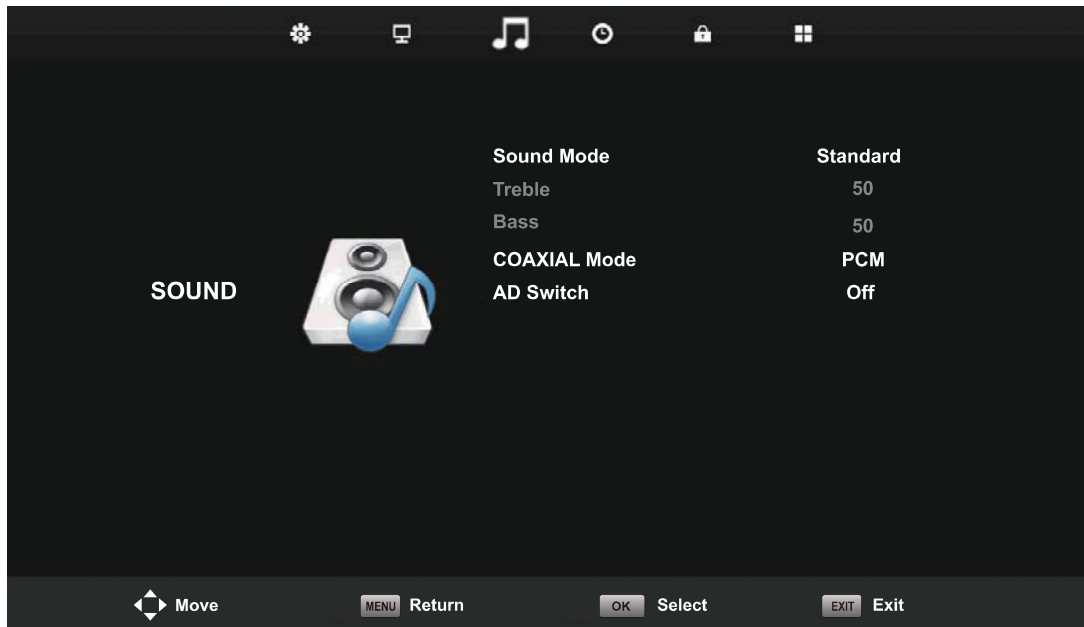 Sound Mode Standard
Treble 50
Bass 50
COAXIAL Mode PCM
AD Switch Off
SOUND
Move MENU Return OK Select EXIT Exit